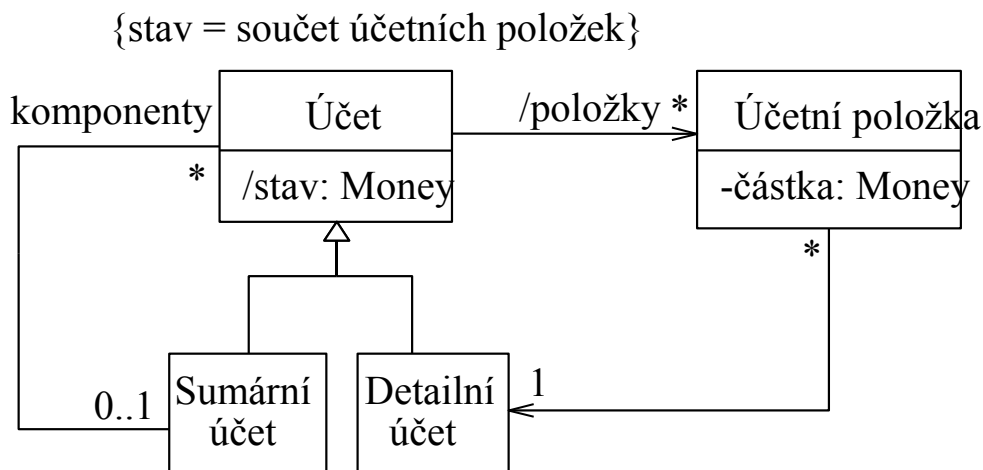 {stav = součet účetních položek}
komponenty
Účet
/položky *
Účetní položka
*
/stav: Money
-částka: Money
*
Sumární
účet
Detailní
účet
0..1
1